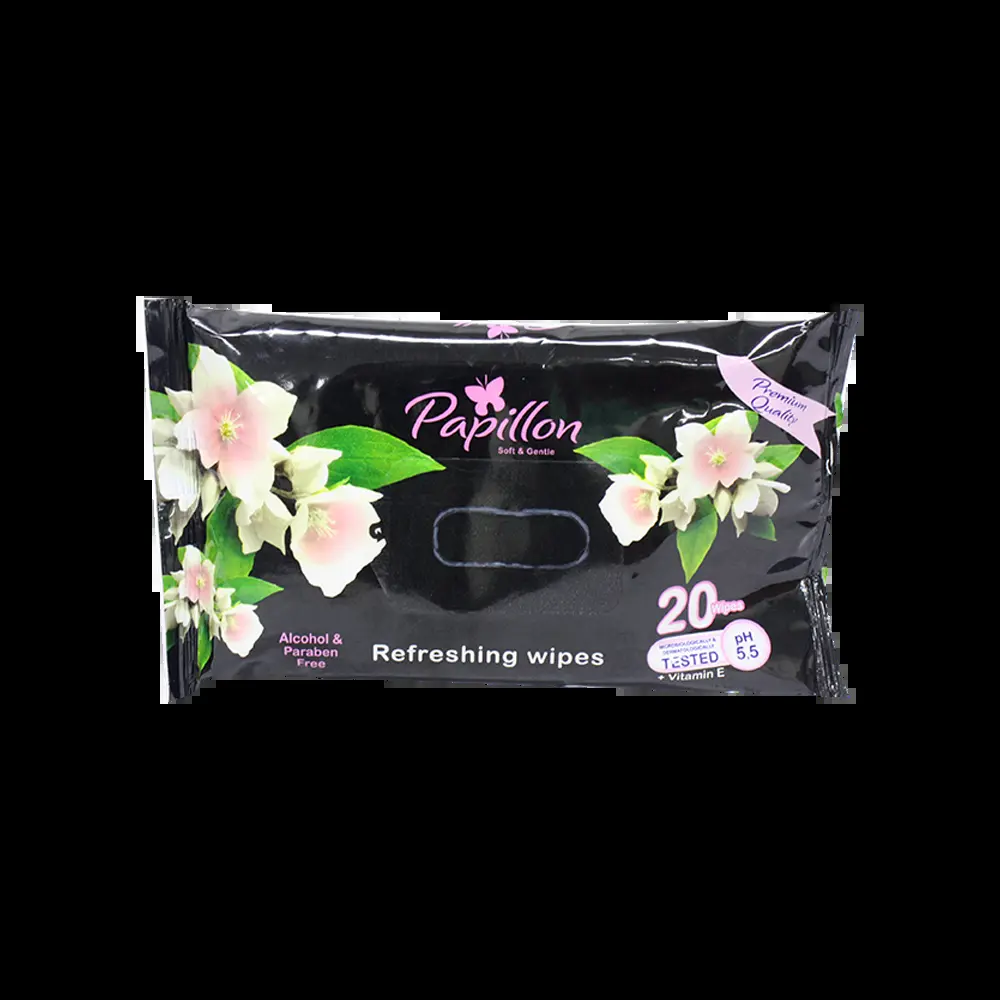 Premium
Quality
Papillon
Soft & Gentle
20 Wipes
Alcohol &
Paraben
Free
Refreshing wipes
MICROBIOLOGICALLY &
DERMATOLOGICALLY
TESTED
pH
5,5
+ Vitamin E